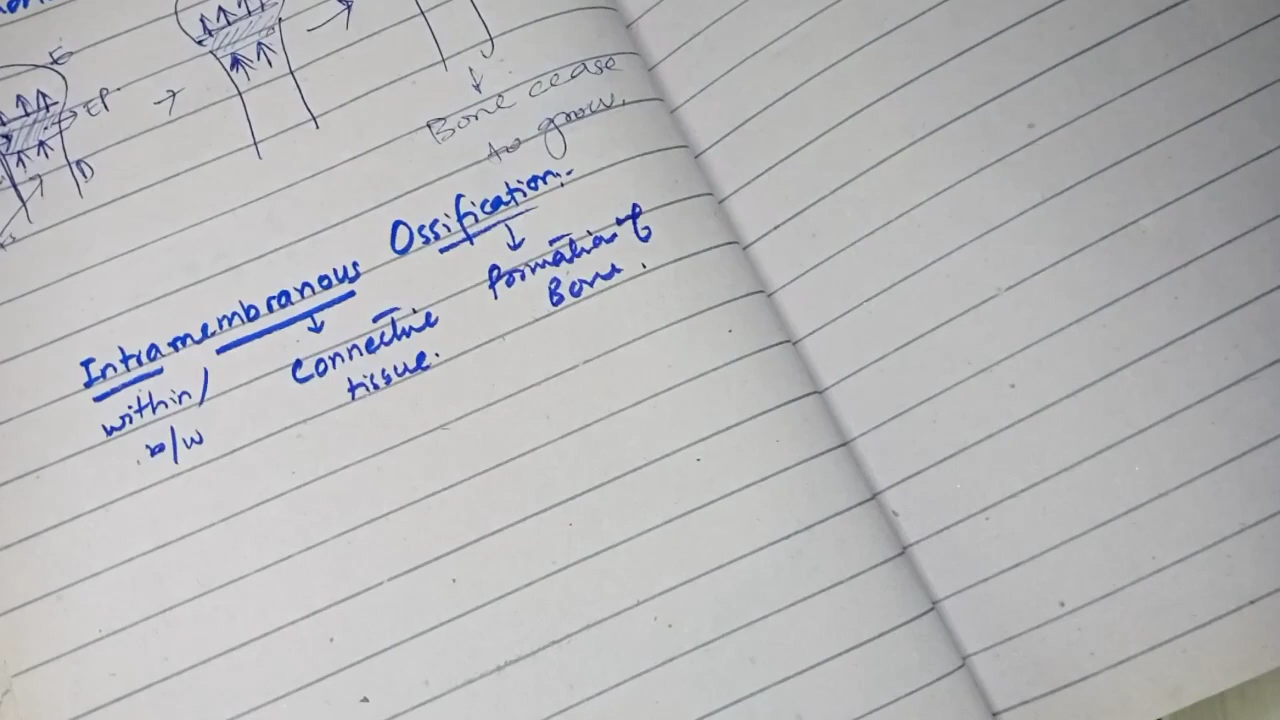 E
EP.
D
Bone cease
to grow.
Intramembranous Ossification:-
within/
b/w
Connective
tissue.
formation of
Bone.